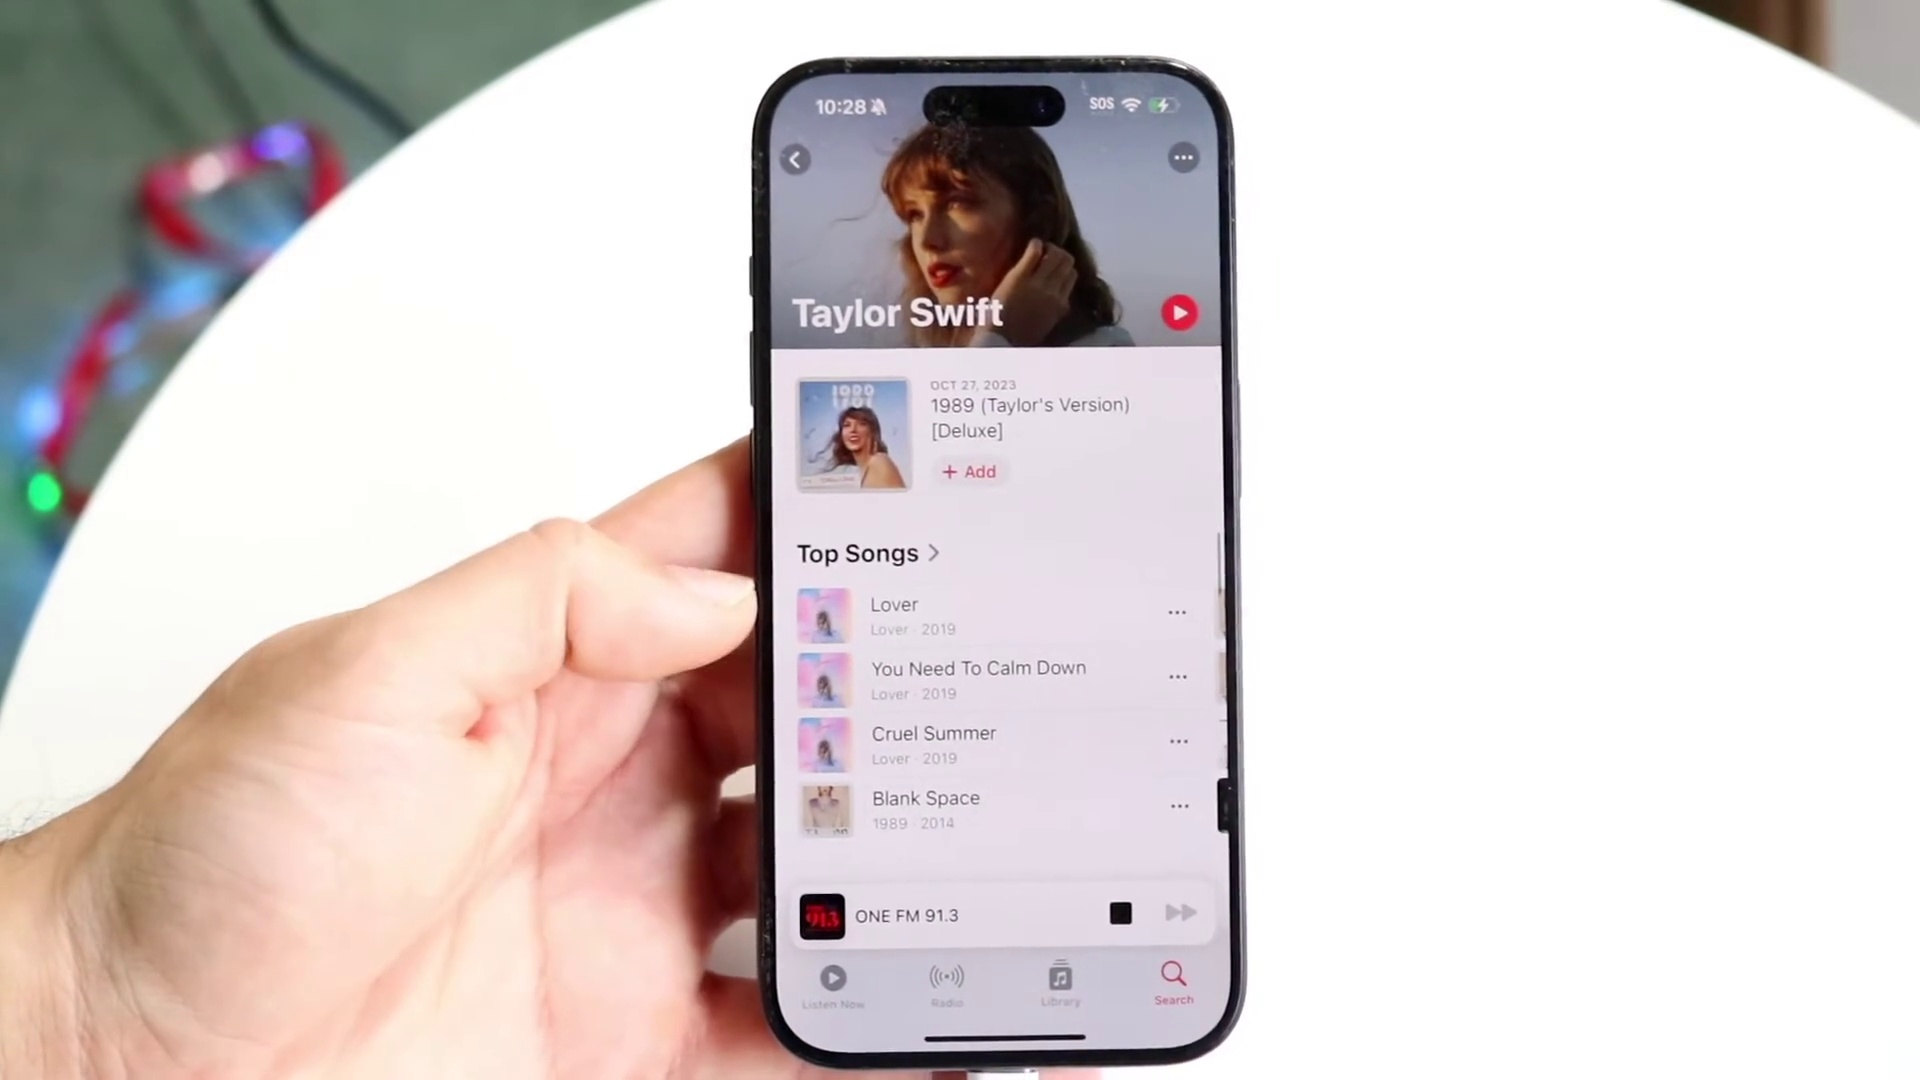 10:28
SOS
Taylor Swift
OCT 27, 2023
1989 (Taylor's Version)
[Deluxe]
+ Add
Top Songs >
Lover
Lover · 2019
You Need To Calm Down
Lover · 2019
Cruel Summer
Lover · 2019
Blank Space
1989 · 2014
91.3
ONE FM 91.3
Listen Now
Radio
Library
Search